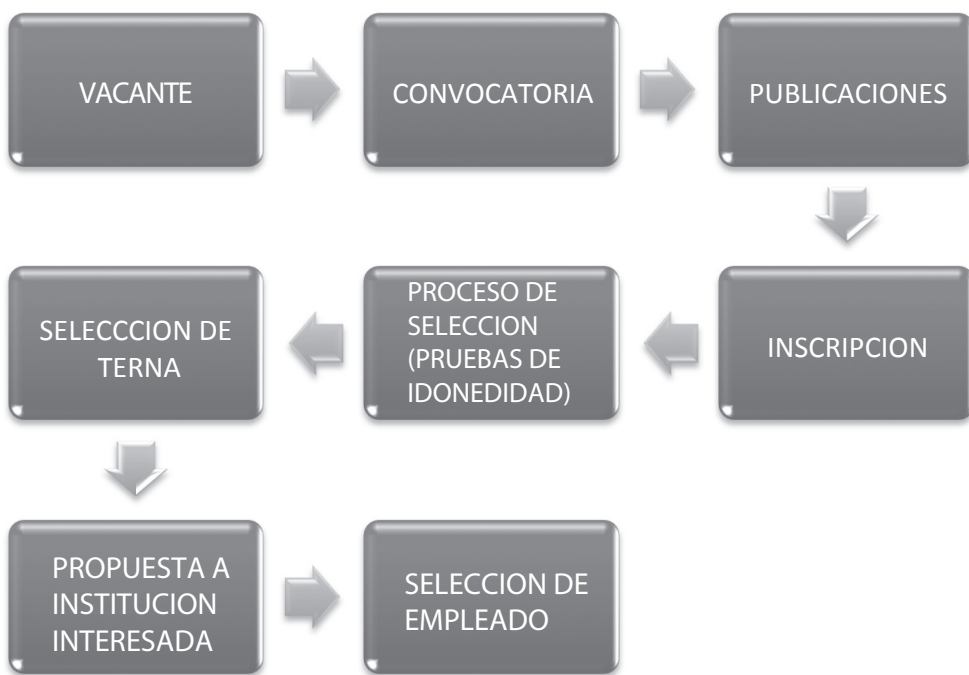 VACANTE
CONVOCATORIA
PUBLICACIONES
INSCRIPCION
PROCESO DE
SELECCION
(PRUEBAS DE
IDONEDIDAD)
SELECCCION DE
TERNA
PROPUESTA A
INSTITUCION
INTERESADA
SELECCION DE
EMPLEADO